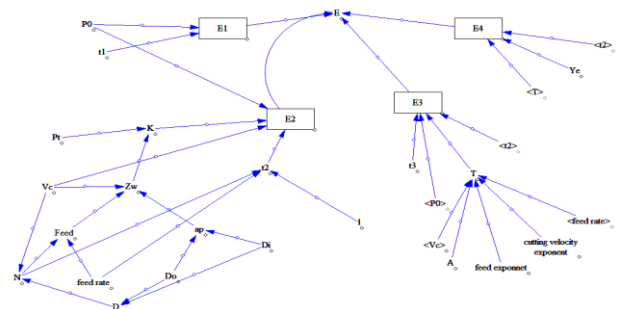 P0
E1
E
E4
t1
<t2>
Ye
<T>
E2
E3
Pt
K
t3
<t2>
t2
T
Vc
Zw
<P0>
l
Feed
ap
<feed rate>
Di
<Vc>
cutting velocity
exponent
N
feed rate
Do
A
feed exponnet
D